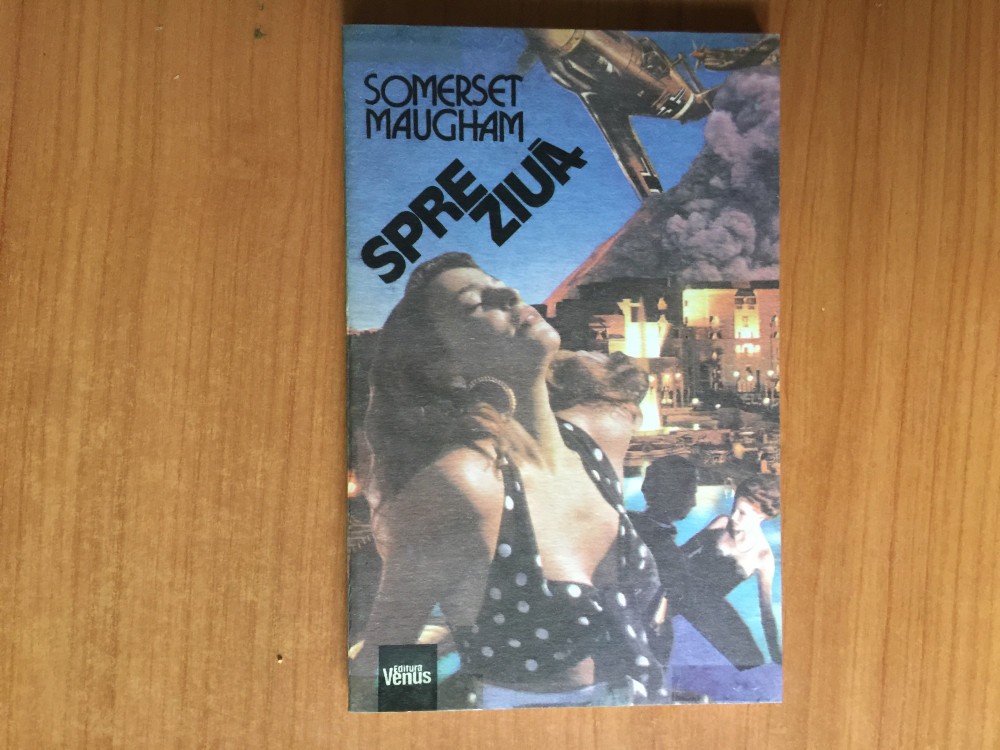 SOMERSET
MAUGHAM
SPRE
ZIUĂ
Editura
Venus